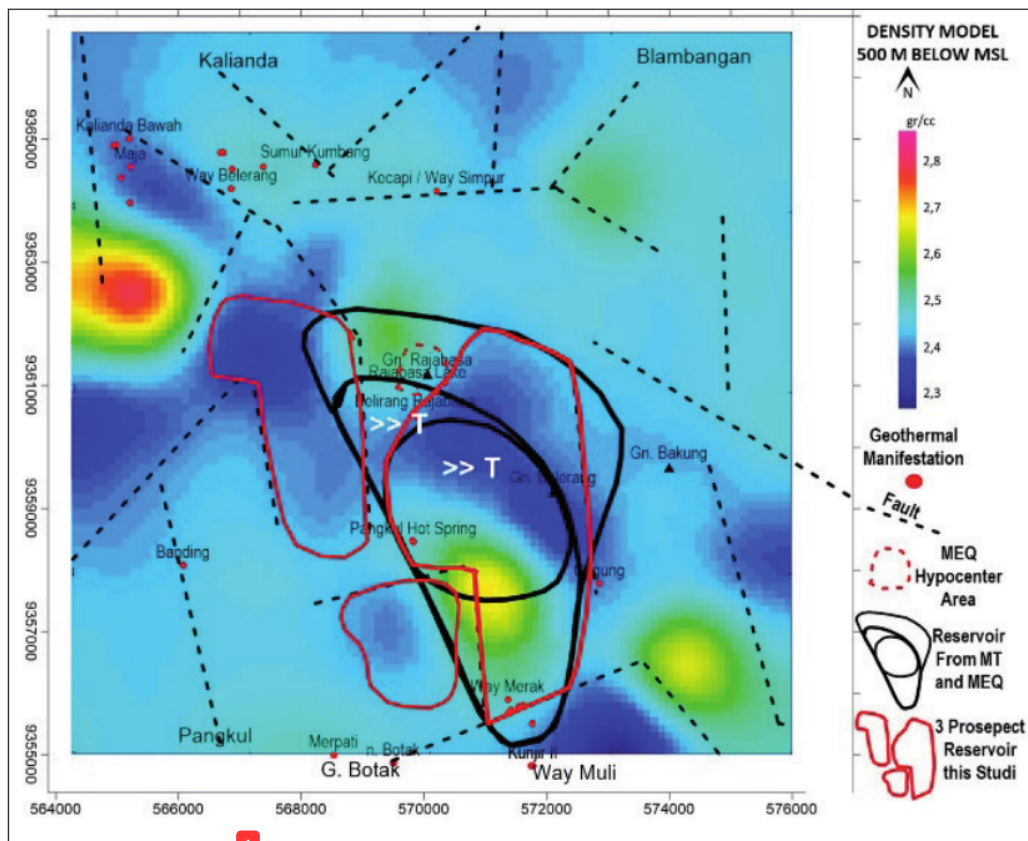 DENSITY MODEL
500 M BELOW MSL
N
gr/cc
2,8
2,7
2,6
2,5
2,4
2,3
Geothermal
Manifestation
Fault
MEQ
Hypocenter
Area
Reservoir
From MT
and MEQ
3 Prosepect
Reservoir
this Studi
Kalianda
Blambangan
Kalianda Bawah
Maja
Sumur Kumbang
Way Belerang
Kecapi / Way Simpur
Gn. Rajabasa
Rajabasa Lake
Belirang Rajabasa
>> T
>> T
Gn. Bakung
Gn. Balerang
Pangkul Hot Spring
Banding
Way Merak
Pangkul
Merpati
n. Botak
G. Botak
Kunjir II
Way Muli
9365000
9363000
9361000
9359000
9357000
9355000
564000
566000
568000
570000
572000
574000
576000